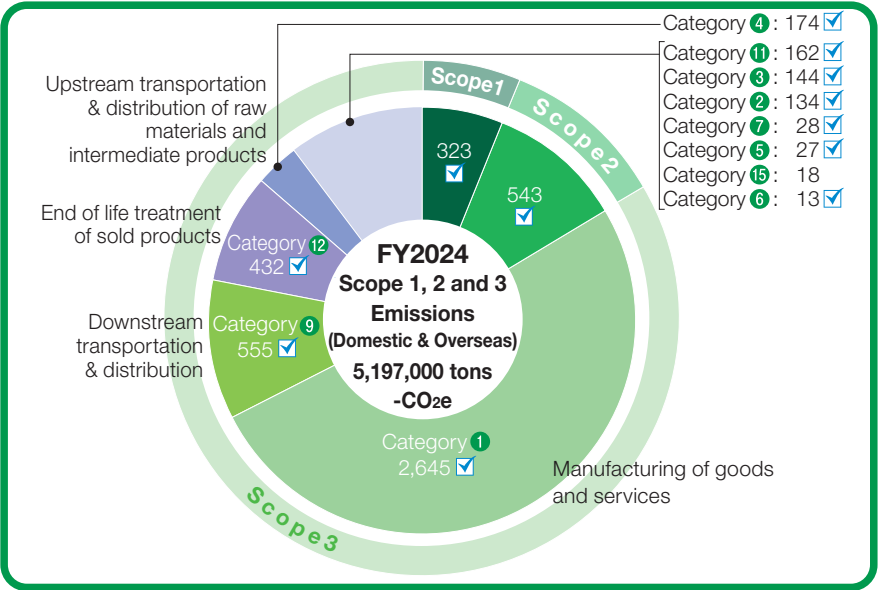 Category 4 : 174
Category 11 : 162
Category 3 : 144
Category 2 : 134
Category 7 : 28
Category 5 : 27
Category 15 : 18
Category 6 : 13
Scope1
Scope2
Upstream transportation
& distribution of raw
materials and
intermediate products
323
543
End of life treatment
of sold products
Category 12
432
FY2024
Scope 1, 2 and 3
Emissions
(Domestic & Overseas)
5,197,000 tons
-CO2e
Downstream
transportation
& distribution
Category 9
555
Category 1
2,645
Manufacturing of goods
and services
Scope3